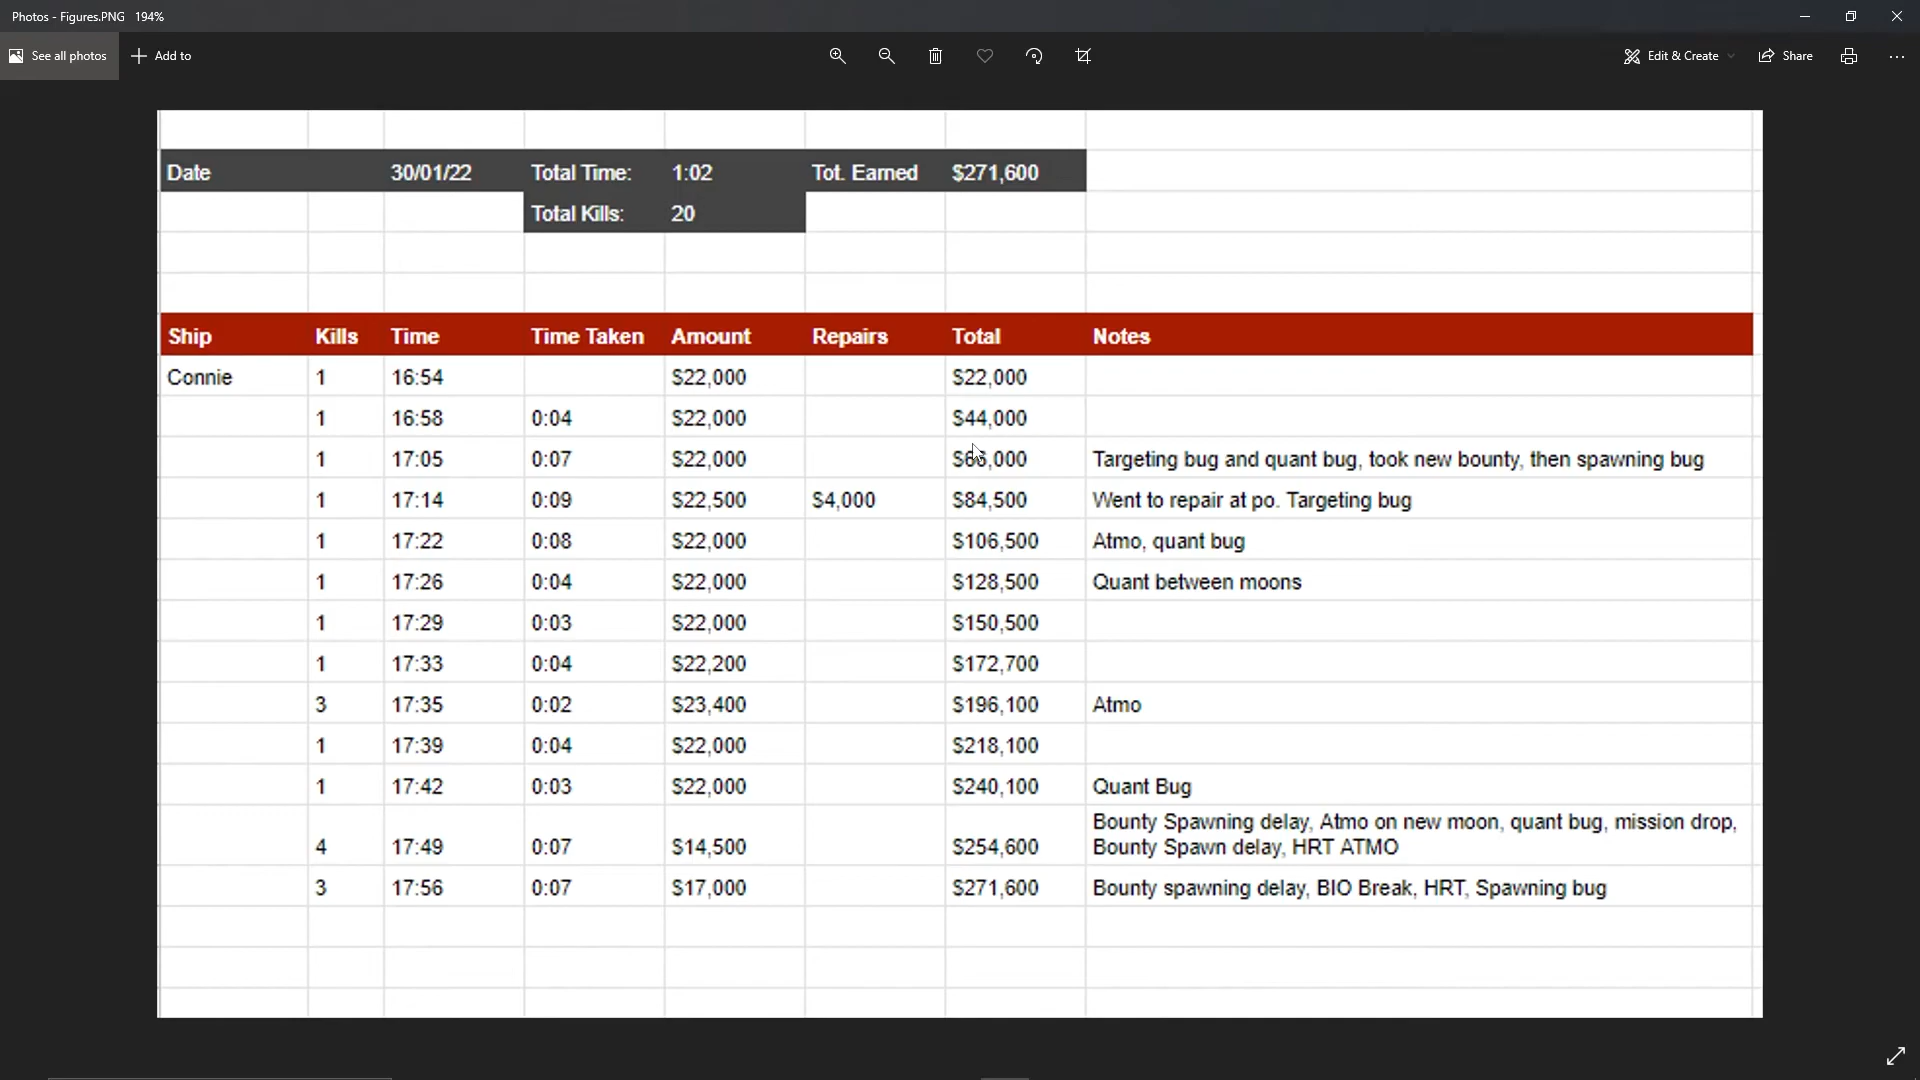 Photos - Figures.PNG 194%
See all photos Add to Edit & Create Share
Date 30/01/22 Total Time: 1:02 Tot. Earned $271,600
Total Kills: 20
Ship Kills Time Time Taken Amount Repairs Total Notes
Connie 1 16:54 $22,000 $22,000
1 16:58 0:04 $22,000 $44,000
1 17:05 0:07 $22,000 Targeting bug and quant bug, took new bounty, then spawning bug
1 17:14 0:09 $22,500 $4,000 $84,500 Went to repair at po. Targeting bug
1 17:22 0:08 $22,000 $106,500 Atmo, quant bug
1 17:26 0:04 $22,000 $128,500 Quant between moons
1 17:29 0:03 $22,000 $150,500
1 17:33 0:04 $22,200 $172,700
3 17:35 0:02 $23,400 $196,100 Atmo
1 17:39 0:04 $22,000 $218,100
1 17:42 0:03 $22,000 $240,100 Quant Bug
Bounty Spawning delay, Atmo on new moon, quant bug, mission drop,
4 17:49 0:07 $14,500 $254,600 Bounty Spawn delay, HRT ATMO
3 17:56 0:07 $17,000 $271,600 Bounty spawning delay, BIO Break, HRT, Spawning bug